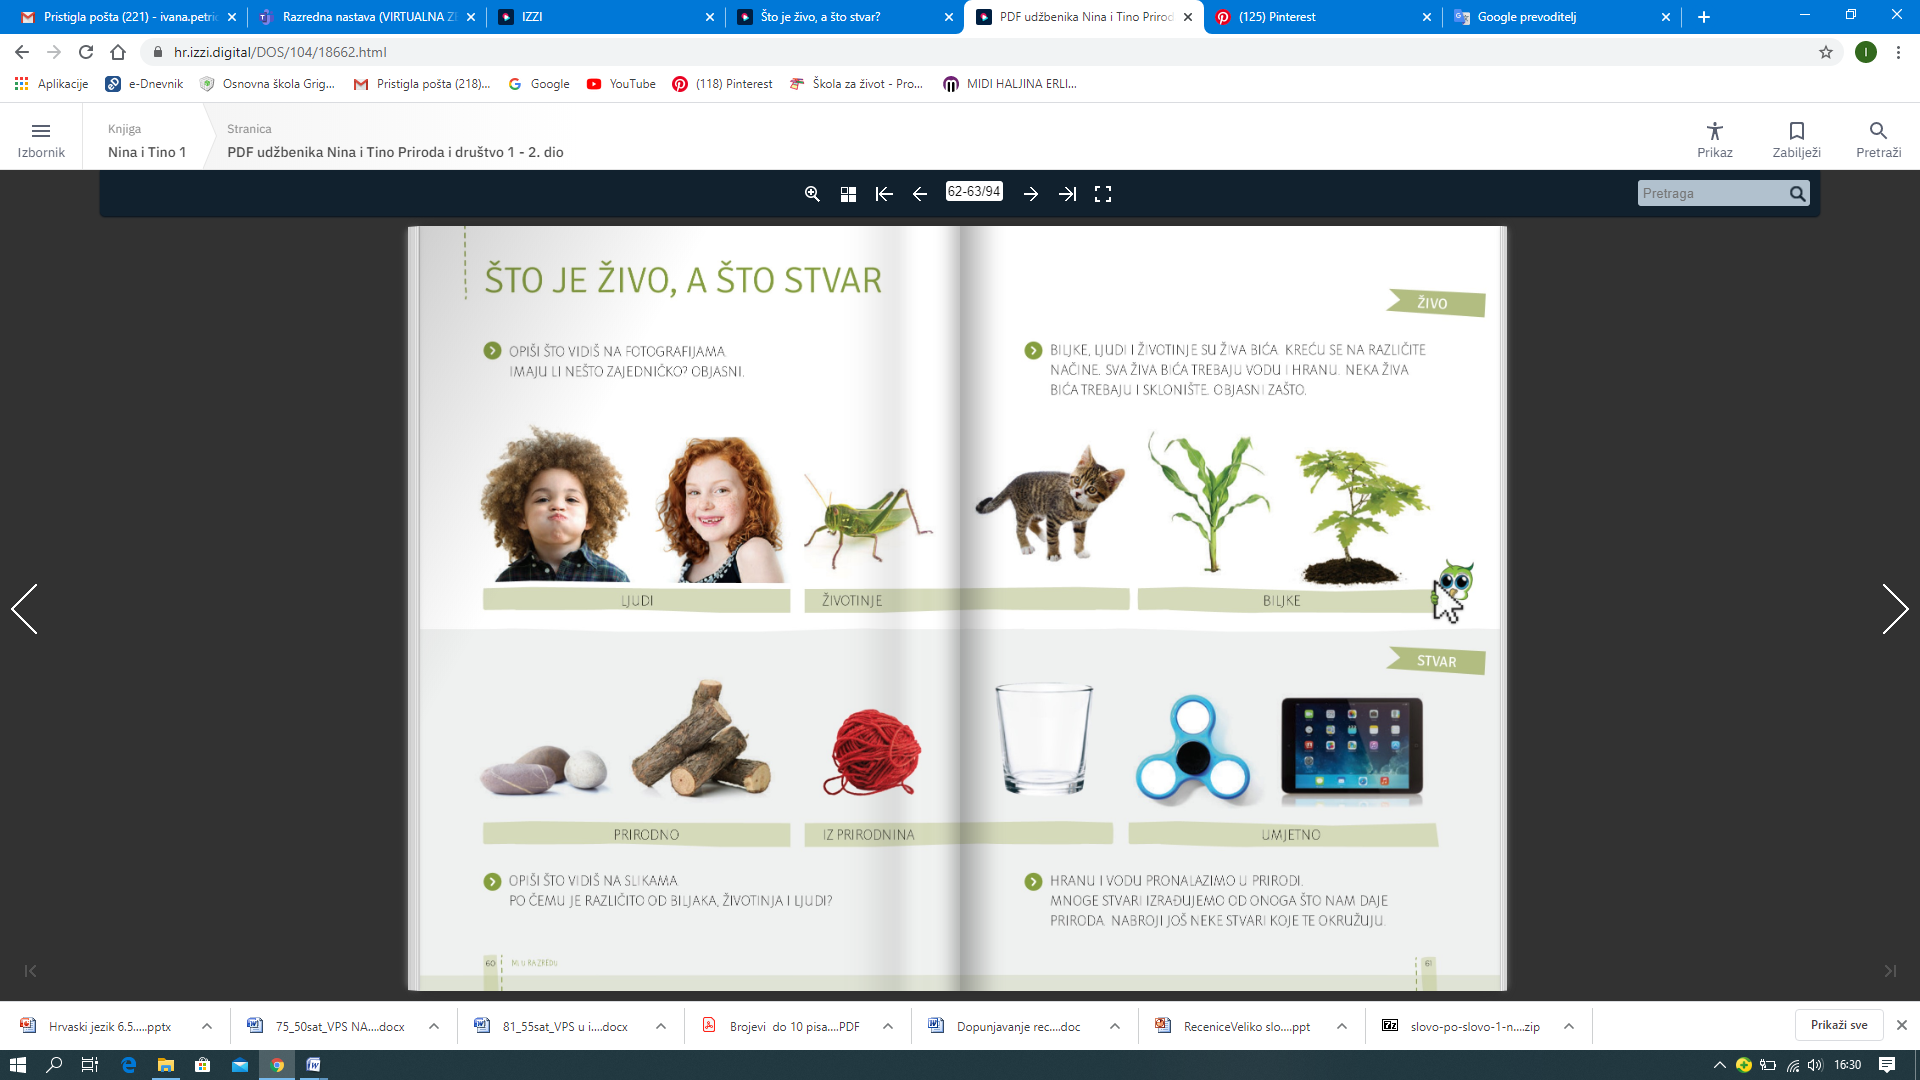 Pristigla pošta (221) - ivana.petric
Razredna nastava (VIRTUALNA Z
IZZI
Što je živo, a što stvar?
PDF udžbenika Nina i Tino Prirod
(125) Pinterest
Google prevoditelj
hr.izzi.digital/DOS/104/18662.html
I
Aplikacije
e-Dnevnik
Osnovna škola Grig...
Pristigla pošta (218)...
Google
YouTube
(118) Pinterest
Škola za život - Pro...
MIDI HALJINA ERLI...
Izbornik
Knjiga
Nina i Tino 1
Stranica
PDF udžbenika Nina i Tino Priroda i društvo 1 - 2. dio
Prikaz
Zabilježi
Pretraži
62-63/94
Pretraga
ŠTO JE ŽIVO, A ŠTO STVAR
OPIŠI ŠTO VIDIŠ NA FOTOGRAFIJAMA.
IMAJU LI NEŠTO ZAJEDNIČKO? OBJASNI.
ŽIVO
BILJKE, LJUDI I ŽIVOTINJE SU ŽIVA BIĆA. KREĆU SE NA RAZLIČITE
NAČINE. SVA ŽIVA BIĆA TREBAJU VODU I HRANU. NEKA ŽIVA
BIĆA TREBAJU I SKLONIŠTE. OBJASNI ZAŠTO.
LJUDI
ŽIVOTINJE
BILJKE
STVAR
PRIRODNO
IZ PRIRODNINA
UMJETNO
OPIŠI ŠTO VIDIŠ NA SLIKAMA.
PO ČEMU JE RAZLIČITO OD BILJAKA, ŽIVOTINJA I LJUDI?
HRANU I VODU PRONALAZIMO U PRIRODI.
MNOGE STVARI IZRAĐUJEMO OD ONOGA ŠTO NAM DAJE
PRIRODA. NABROJI JOŠ NEKE STVARI KOJE TE OKRUŽUJU.
60
MI U RAZREDU
61
Hrvaski jezik 6.5.....pptx
75_50sat_VPS NA....docx
81_55sat_VPS u i....docx
Brojevi do 10 pisa....PDF
Dopunjavanje rec....doc
ReceniceVeliko slo....ppt
slovo-po-slovo-1-n....zip
Prikaži sve
16:30